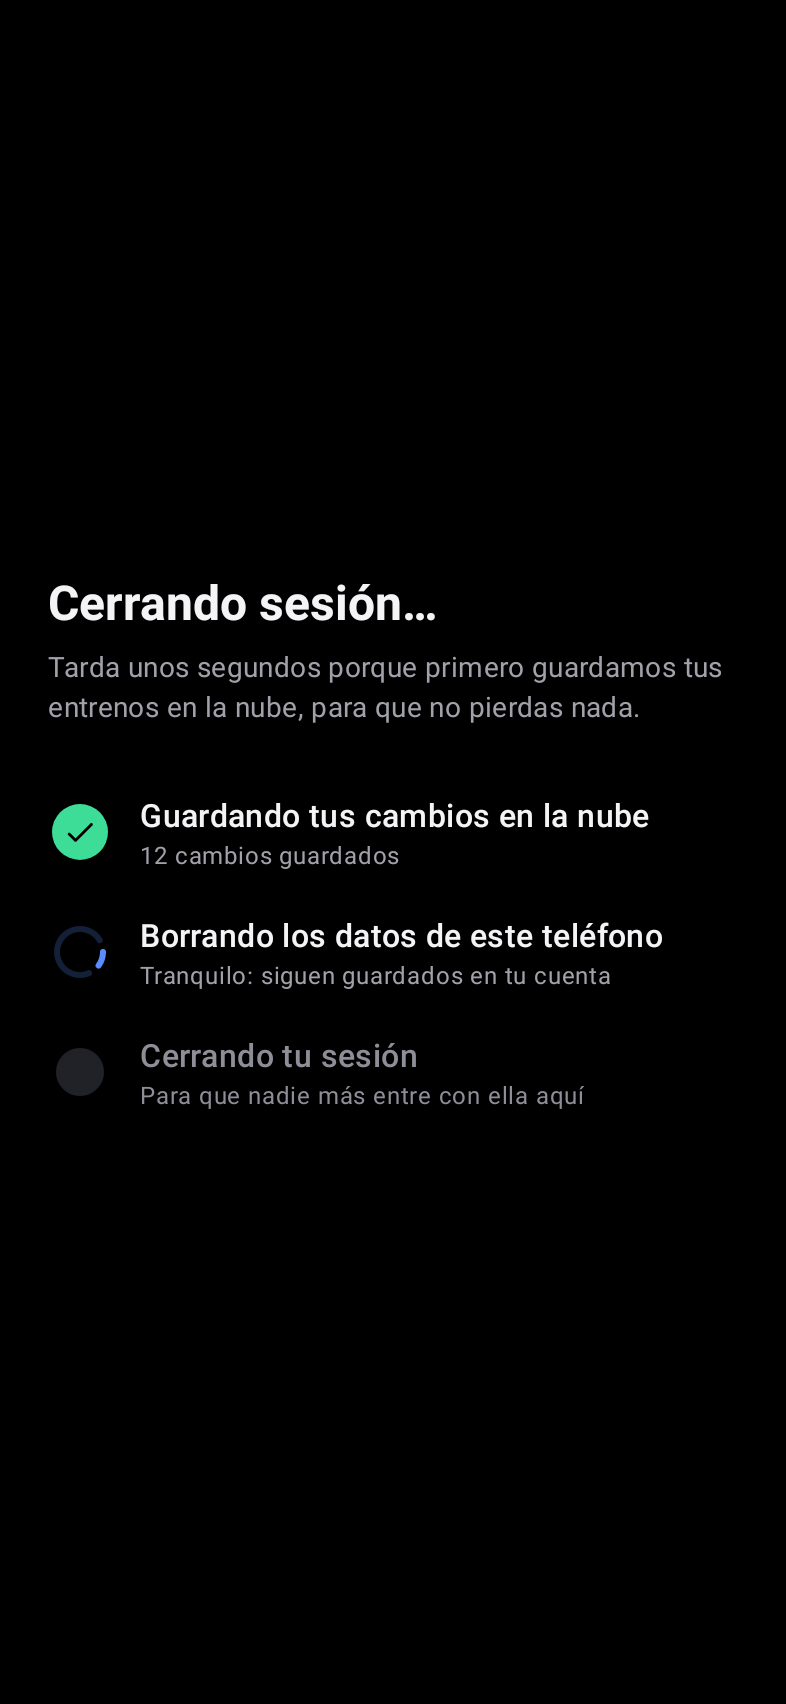 Cerrando sesión…
Tarda unos segundos porque primero guardamos tus
entrenos en la nube, para que no pierdas nada.
Guardando tus cambios en la nube
12 cambios guardados
Borrando los datos de este teléfono
Tranquilo: siguen guardados en tu cuenta
Cerrando tu sesión
Para que nadie más entre con ella aquí